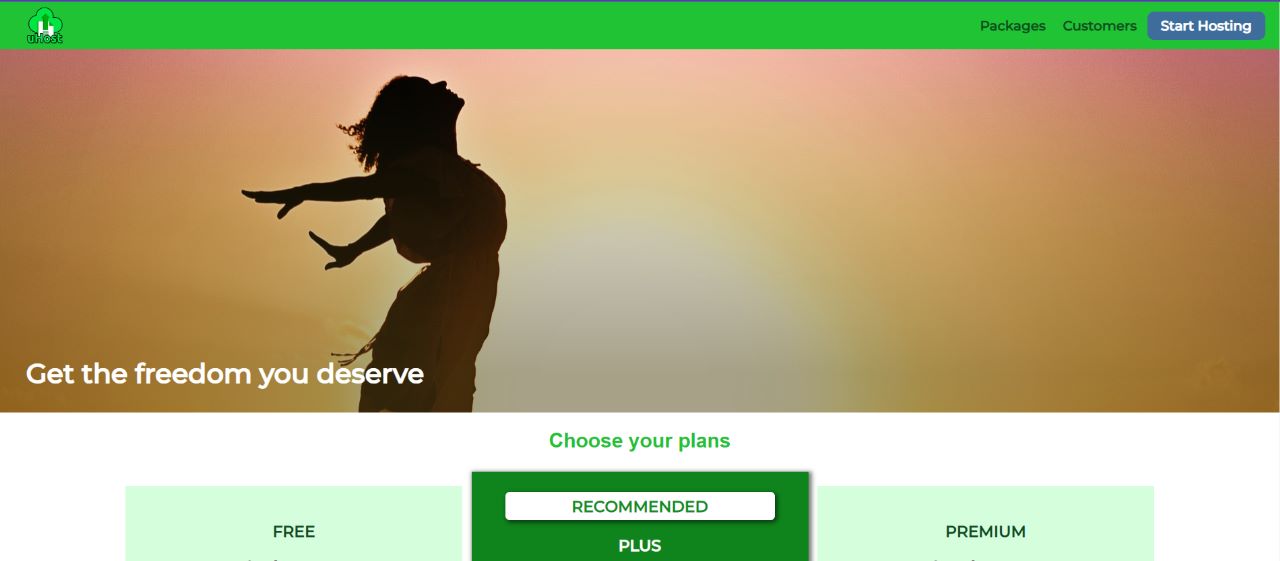 uHost
Packages Customers Start Hosting
Get the freedom you deserve
Choose your plans
FREE
RECOMMENDED
PLUS
PREMIUM